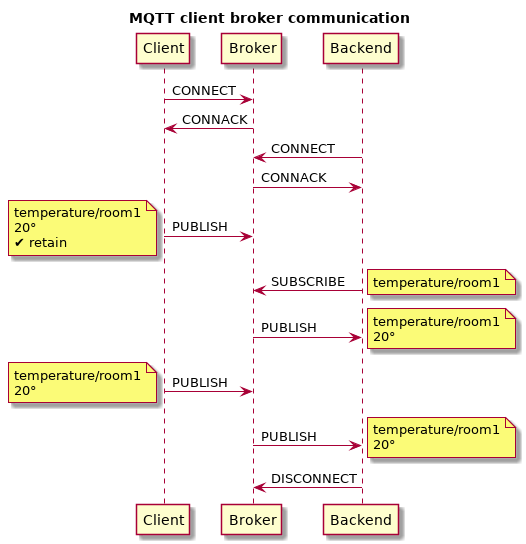 MQTT client broker communication
Client
Broker
Backend
CONNECT
CONNACK
CONNECT
CONNACK
temperature/room1
20°
✔ retain
PUBLISH
SUBSCRIBE
temperature/room1
PUBLISH
temperature/room1
20°
temperature/room1
20°
PUBLISH
PUBLISH
temperature/room1
20°
DISCONNECT
Client
Broker
Backend